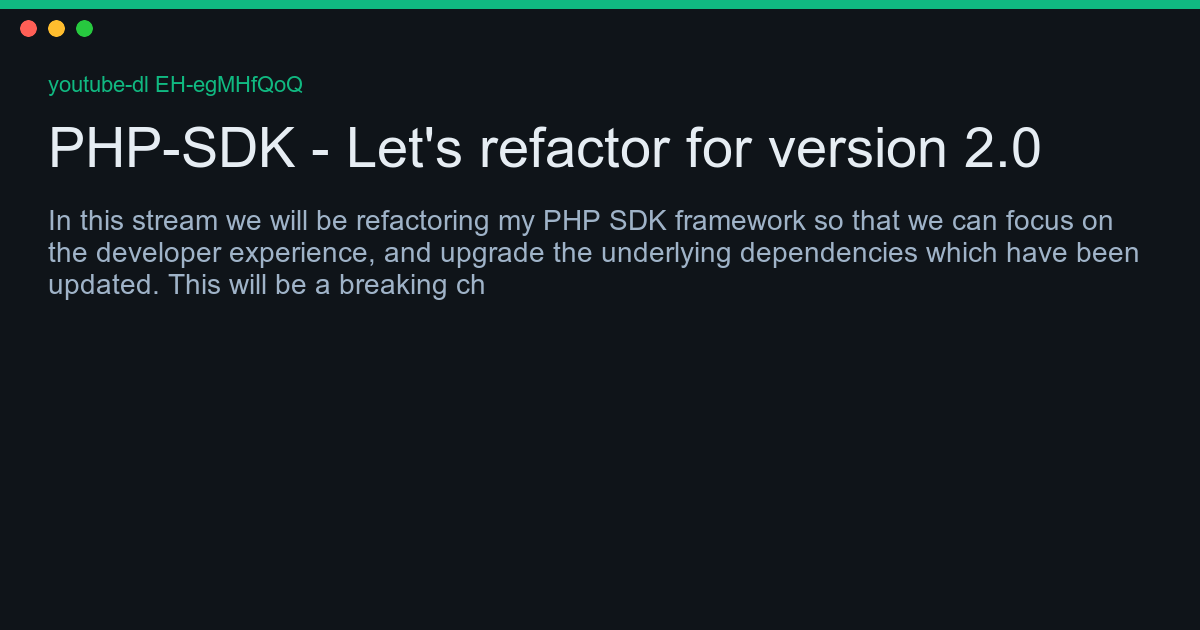 youtube-dl EH-egMHfQoQ
PHP-SDK - Let's refactor for version 2.0
In this stream we will be refactoring my PHP SDK framework so that we can focus on
the developer experience, and upgrade the underlying dependencies which have been
updated. This will be a breaking ch